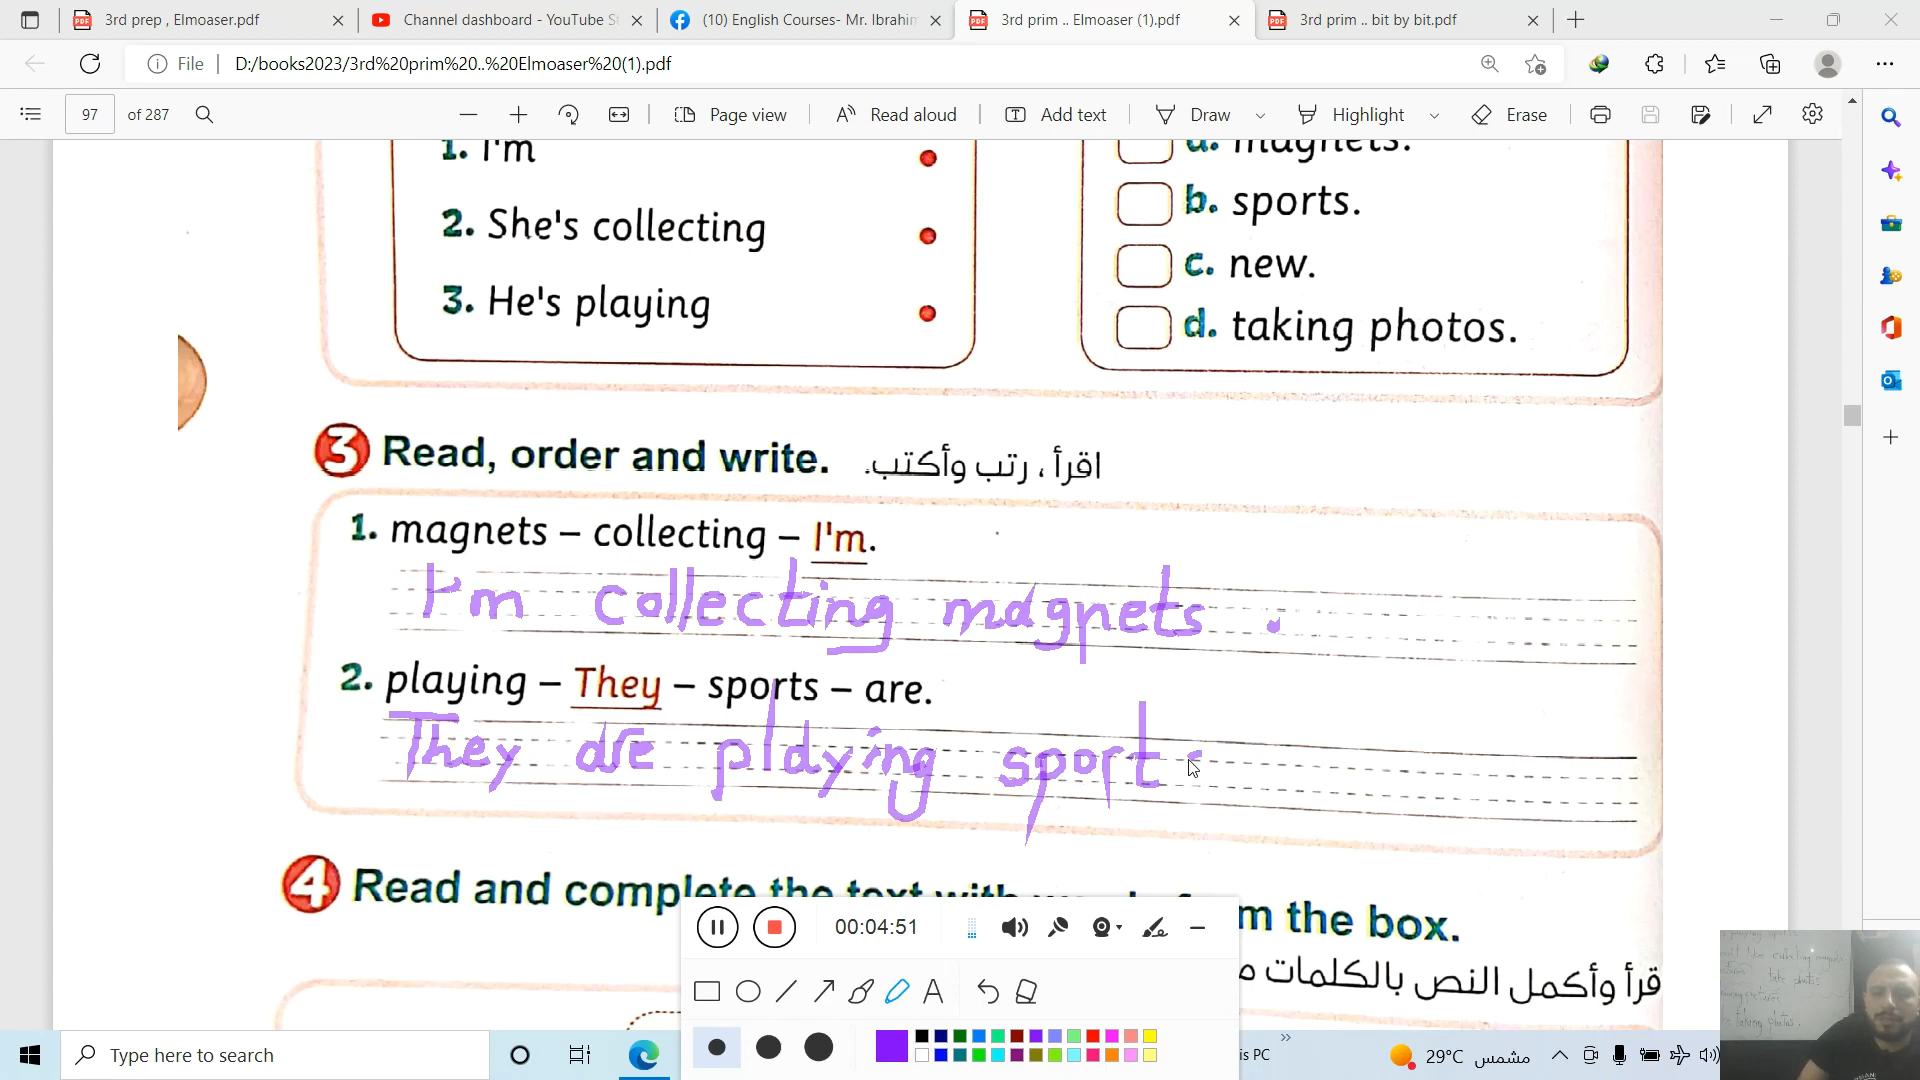 3rd prep , Elmoaser.pdf
Channel dashboard - YouTube St
(10) English Courses- Mr. Ibrahim
3rd prim .. Elmoaser (1).pdf
3rd prim .. bit by bit.pdf
File
D:/books2023/3rd%20prim%20..%20Elmoaser%20(1).pdf
97 of 287
Page view
Read aloud
Add text
Draw
Highlight
Erase
1. I'm
a. magnets.
2. She's collecting
b. sports.
c. new.
3. He's playing
d. taking photos.
3 Read, order and write. اقرأ ، رتب وأكتب.
1. magnets – collecting – I'm.
I'm collecting magnets .
2. playing – They – sports – are.
They are playing sport
4 Read and complete the text with
m the box.
قرأ وأكمل النص بالكلمات
00:04:51
Type here to search
is PC
29°C مشمس